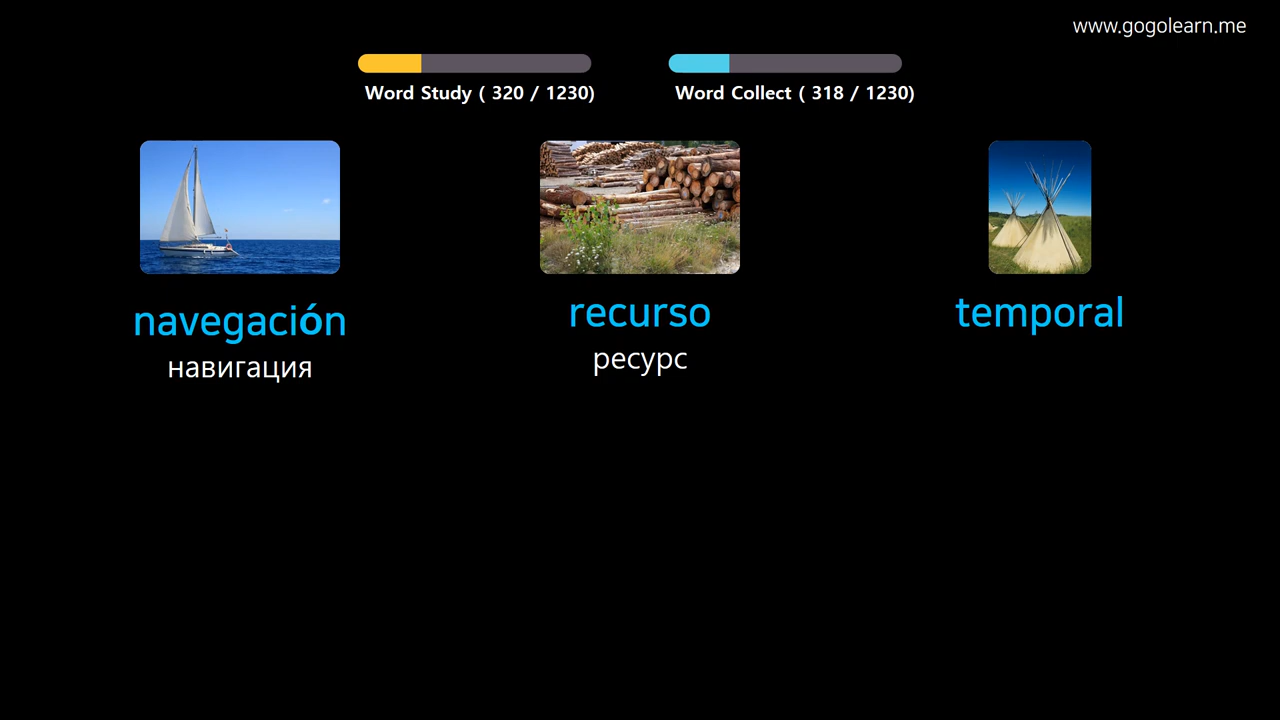 www.gogolearn.me
Word Study ( 320 / 1230)
Word Collect ( 318 / 1230)
navegación
навигация
recurso
ресурс
temporal